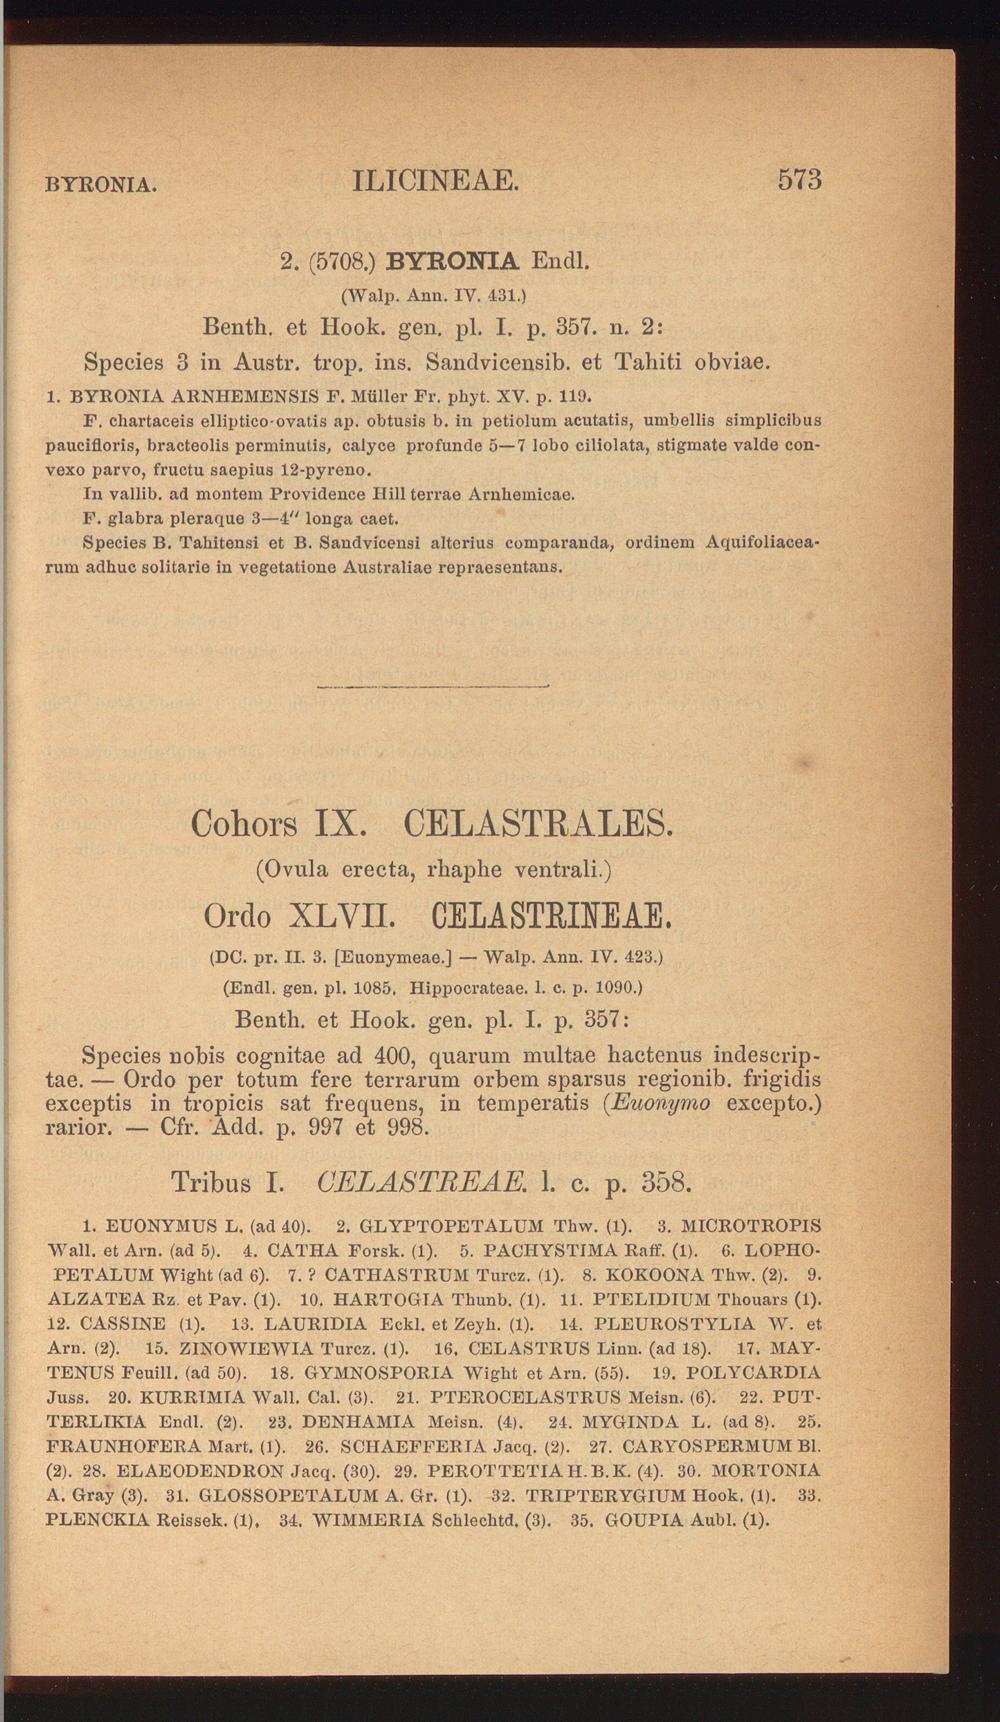 BYRONIA. ILICINEAE. 573
2. (5708.) BYRONIA Endl.
(Walp. Ann. IV. 431.)
Benth. et Hook. gen. pl. I. p. 357. n. 2:
Species 3 in Austr. trop. ins. Sandvicensib. et Tahiti obviae.
1. BYRONIA ARNHEMENSIS F. Müller Fr. phyt. XV. p. 119.
F. chartaceis elliptico-ovatis ap. obtusis b. in petiolum acutatis, umbellis simplicibus
paucifloris, bracteolis perminutis, calyce profunde 5—7 lobo ciliolata, stigmate valde con-
vexo parvo, fructu saepius 12-pyreno.
In vallib. ad montem Providence Hill terrae Arnhemicae.
F. glabra pleraque 3—4″ longa caet.
Species B. Tahitensi et B. Sandvicensi alterius comparanda, ordinem Aquifoliacea-
rum adhuc solitarie in vegetatione Australiae repraesentans.
Cohors IX. CELASTRALES.
(Ovula erecta, rhaphe ventrali.)
Ordo XLVII. CELASTRINEAE.
(DC. pr. II. 3. [Euonymeae.] — Walp. Ann. IV. 423.)
(Endl. gen. pl. 1085. Hippocrateae. l. c. p. 1090.)
Benth. et Hook. gen. pl. I. p. 357:
Species nobis cognitae ad 400, quarum multae hactenus indescrip-
tae. — Ordo per totum fere terrarum orbem sparsus regionib. frigidis
exceptis in tropicis sat frequens, in temperatis (Euonymo excepto.)
rarior. — Cfr. Add. p. 997 et 998.
Tribus I. CELASTREAE. l. c. p. 358.
1. EUONYMUS L. (ad 40). 2. GLYPTOPETALUM Thw. (1). 3. MICROTROPIS
Wall. et Arn. (ad 5). 4. CATHA Forsk. (1). 5. PACHYSTIMA Raff. (1). 6. LOPHO-
PETALUM Wight (ad 6). 7. ? CATHASTRUM Turcz. (1). 8. KOKOONA Thw. (2). 9.
ALZATEA Rz. et Pav. (1). 10. HARTOGIA Thunb. (1). 11. PTELIDIUM Thouars (1).
12. CASSINE (1). 13. LAURIDIA Eckl. et Zeyh. (1). 14. PLEUROSTYLIA W. et
Arn. (2). 15. ZINOWIEWIA Turcz. (1). 16. CELASTRUS Linn. (ad 18). 17. MAY-
TENUS Feuill. (ad 50). 18. GYMNOSPORIA Wight et Arn. (55). 19. POLYCARDIA
Juss. 20. KURRIMIA Wall. Cal. (3). 21. PTEROCELASTRUS Meisn. (6). 22. PUT-
TERLIKIA Endl. (2). 23. DENHAMIA Meisn. (4). 24. MYGINDA L. (ad 8). 25.
FRAUNHOFERA Mart. (1). 26. SCHAEFFERIA Jacq. (2). 27. CARYOSPERMUM Bl.
(2). 28. ELAEODENDRON Jacq. (30). 29. PEROTTETIA H. B. K. (4). 30. MORTONIA
A. Gray (3). 31. GLOSSOPETALUM A. Gr. (1). 32. TRIPTERYGIUM Hook. (1). 33.
PLENCKIA Reissek. (1). 34. WIMMERIA Schlechtd. (3). 35. GOUPIA Aubl. (1).